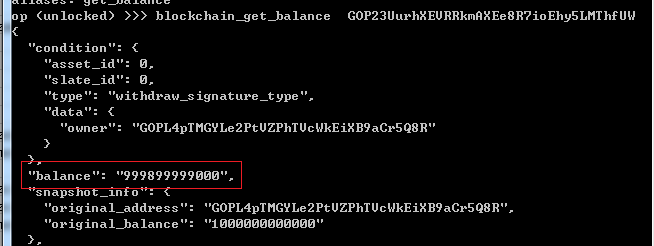 aliases: get_balance
op (unlocked) >>> blockchain_get_balance  GOP23UurhXEVRRkmAXEe8R7ioEhy5LMThfUW
{
  "condition": {
    "asset_id": 0,
    "slate_id": 0,
    "type": "withdraw_signature_type",
    "data": {
      "owner": "GOPL4pTMGYLe2PtVZPhTVcWkEiXB9aCr5Q8R"
    }
  },
  "balance": "999899999000",
  "snapshot_info": {
    "original_address": "GOPL4pTMGYLe2PtVZPhTVcWkEiXB9aCr5Q8R",
    "original_balance": "1000000000000"
  },